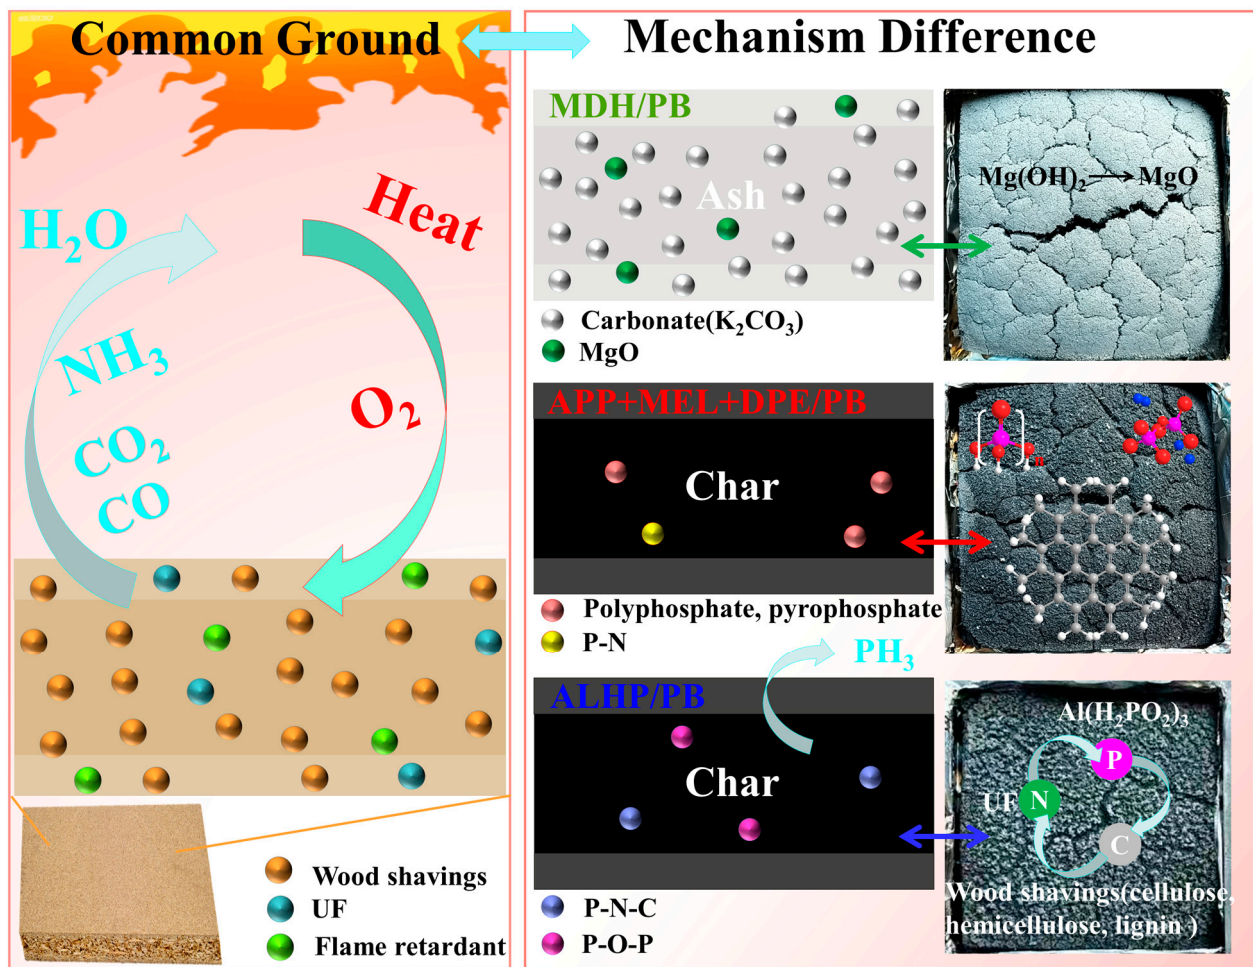 Common Ground
Mechanism Difference
H₂O
Heat
NH₃
O₂
CO₂
CO
Wood shavings
UF
Flame retardant
MDH/PB
Ash
Mg(OH)₂→MgO
Carbonate(K₂CO₃)
MgO
APP+MEL+DPE/PB
Char
n
Polyphosphate, pyrophosphate
P-N
PH₃
ALHP/PB
Char
Al(H₂PO₂)₃
P
UF N
C
Wood shavings(cellulose,
hemicellulose, lignin )
P-N-C
P-O-P